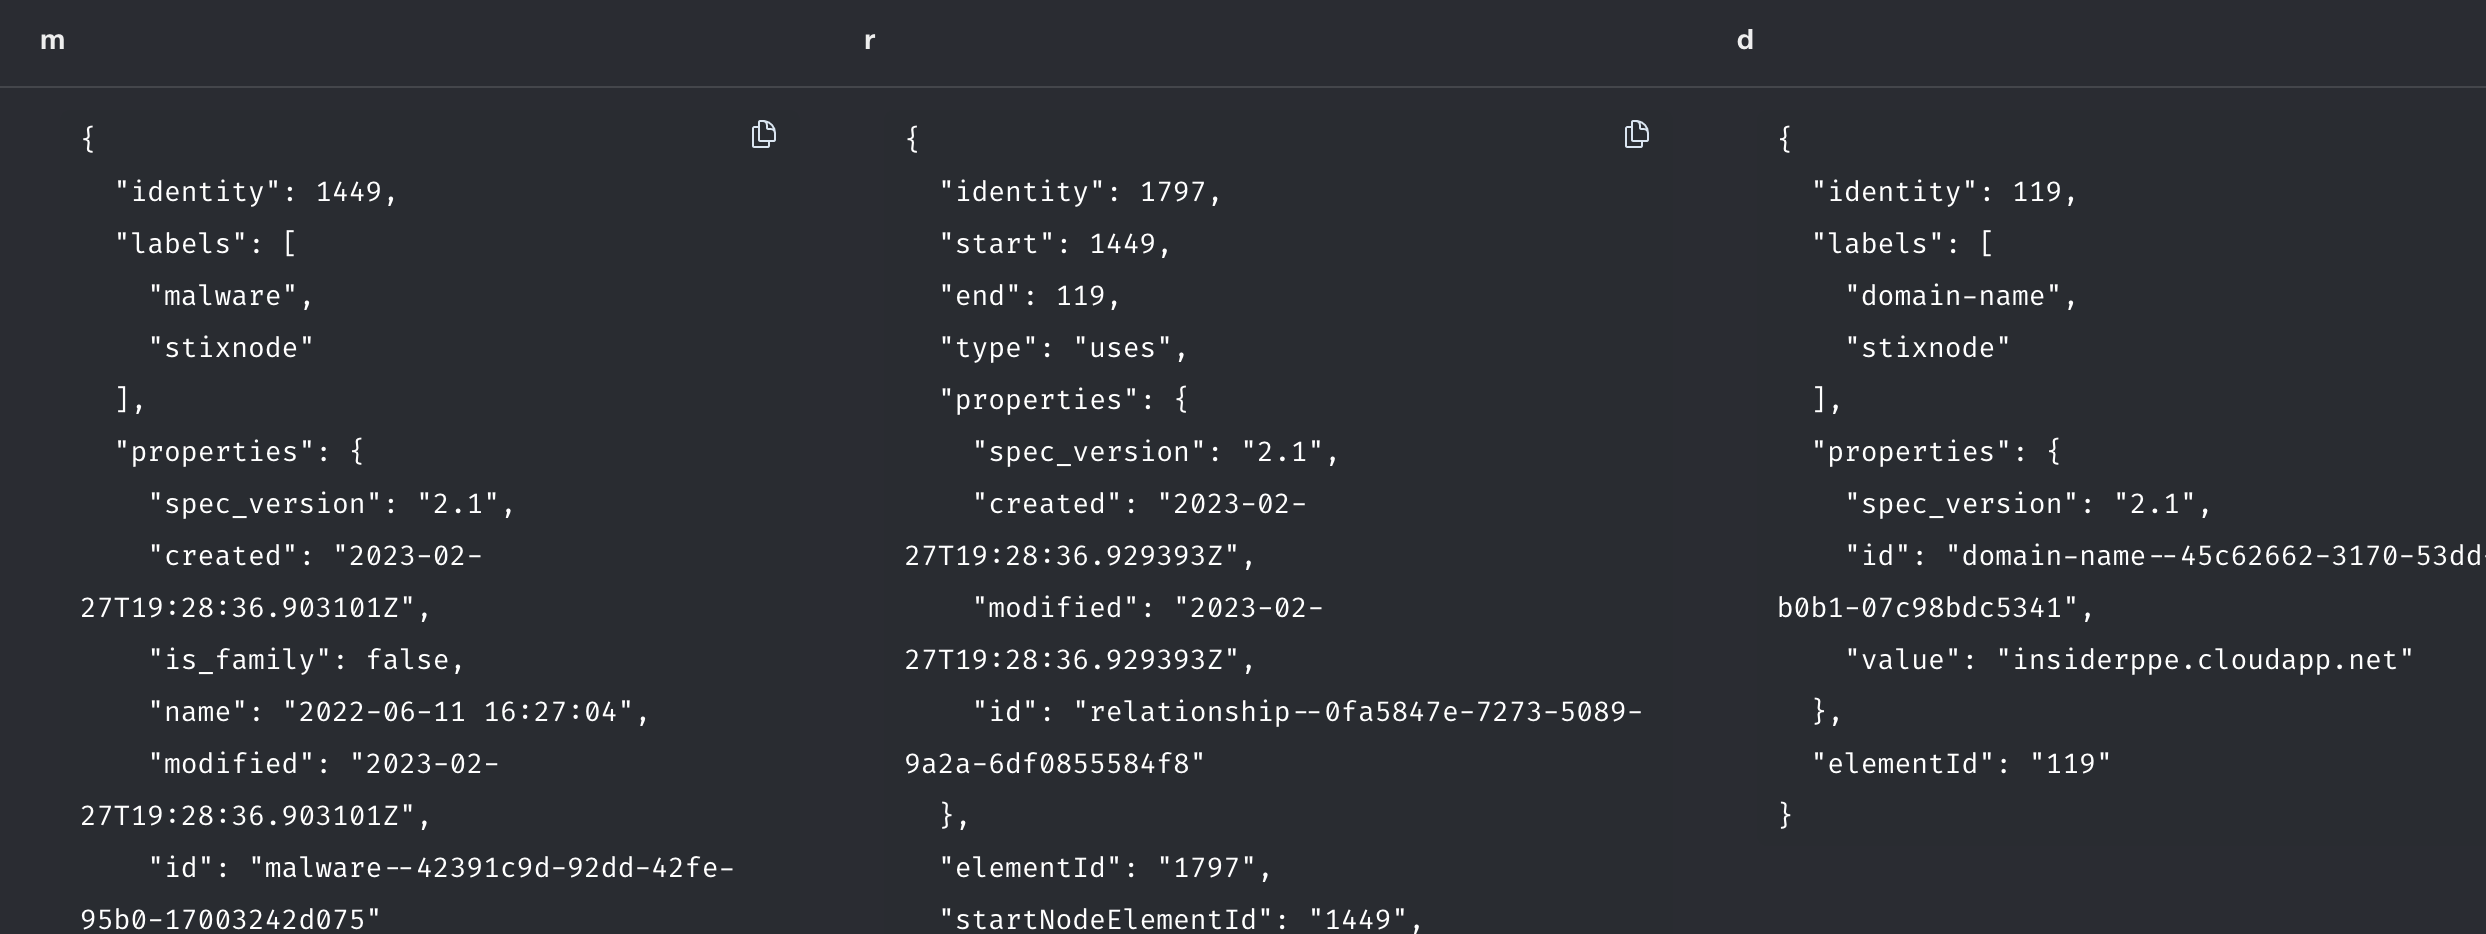 m
r
d
{
  "identity": 1449,
  "labels": [
    "malware",
    "stixnode"
  ],
  "properties": {
    "spec_version": "2.1",
    "created": "2023-02-
27T19:28:36.903101Z",
    "is_family": false,
    "name": "2022-06-11 16:27:04",
    "modified": "2023-02-
27T19:28:36.903101Z",
    "id": "malware--42391c9d-92dd-42fe-
95b0-17003242d075"
{
  "identity": 1797,
  "start": 1449,
  "end": 119,
  "type": "uses",
  "properties": {
    "spec_version": "2.1",
    "created": "2023-02-
27T19:28:36.929393Z",
    "modified": "2023-02-
27T19:28:36.929393Z",
    "id": "relationship--0fa5847e-7273-5089-
9a2a-6df0855584f8"
  },
  "elementId": "1797",
  "startNodeElementId": "1449",
{
  "identity": 119,
  "labels": [
    "domain-name",
    "stixnode"
  ],
  "properties": {
    "spec_version": "2.1",
    "id": "domain-name--45c62662-3170-53dd-
b0b1-07c98bdc5341",
    "value": "insiderppe.cloudapp.net"
  },
  "elementId": "119"
}